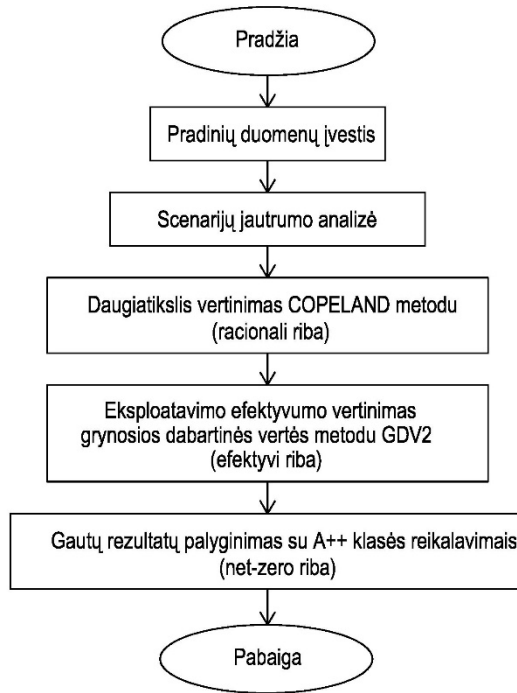 Pradžia
Pradinių duomenų įvestis
Scenarijų jautrumo analizė
Daugiatikslis vertinimas COPELAND metodu
(racionali riba)
Eksploatavimo efektyvumo vertinimas
grynosios dabartinės vertės metodu GDV2
(efektyvi riba)
Gautų rezultatų palyginimas su A++ klasės reikalavimais
(net-zero riba)
Pabaiga